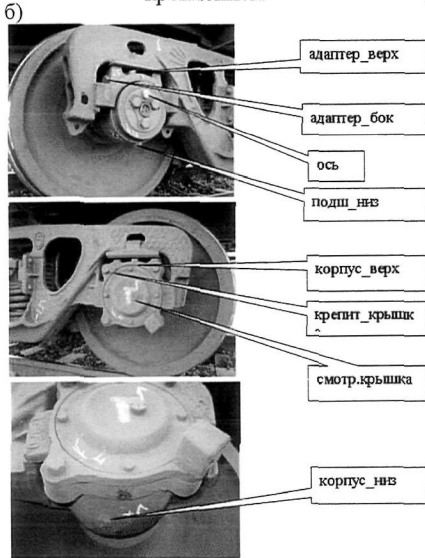 б)
адаптер_верх
адаптер_бок
ось
подш_низ
корпус_верх
крепит_крышк
смотр.крышка
корпус_низ